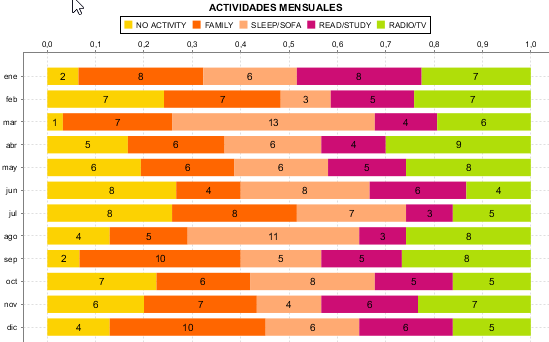 ACTIVIDADES MENSUALES
NO ACTIVITY FAMILY SLEEP/SOFA READ/STUDY RADIO/TV
0,0 0,1 0,2 0,3 0,4 0,5 0,6 0,7 0,8 0,9 1,0
ene 2 8 6 8 7
feb 7 7 3 5 7
mar 1 7 13 4 6
abr 5 6 6 4 9
may 6 6 6 5 8
jun 8 4 8 6 4
jul 8 8 7 3 5
ago 4 5 11 3 8
sep 2 10 5 5 8
oct 7 6 8 5 5
nov 6 7 4 6 7
dic 4 10 6 6 5